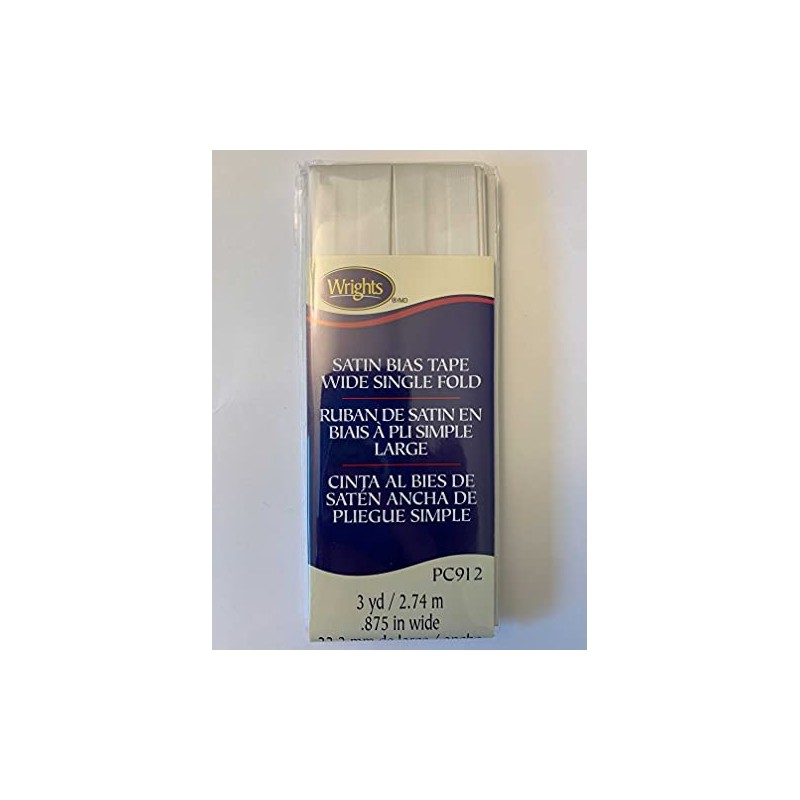 Wrights
®/MD
SATIN BIAS TAPE
WIDE SINGLE FOLD
RUBAN DE SATIN EN
BIAIS À PLI SIMPLE
LARGE
CINTA AL BIES DE
SATÉN ANCHA DE
PLIEGUE SIMPLE
PC912
3 yd / 2.74 m
.875 in wide